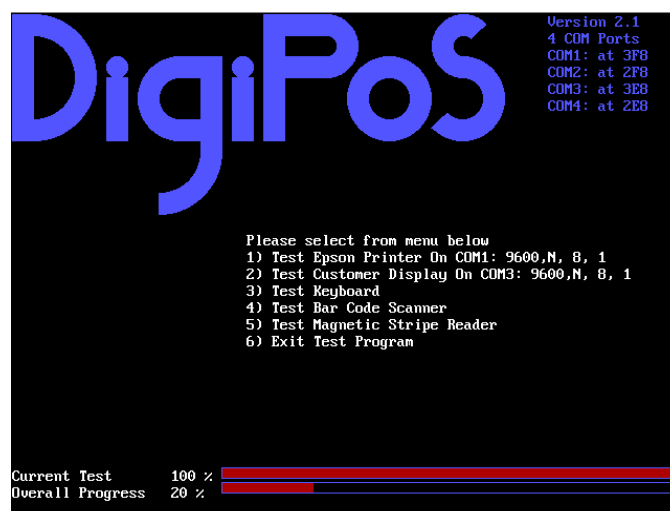 DigiPoS
Version 2.1
4 COM Ports
COM1: at 3F8
COM2: at 2F8
COM3: at 3E8
COM4: at 2E8
Please select from menu below
1) Test Epson Printer On COM1: 9600,N, 8, 1
2) Test Customer Display On COM3: 9600,N, 8, 1
3) Test Keyboard
4) Test Bar Code Scanner
5) Test Magnetic Stripe Reader
6) Exit Test Program
Current Test 100 %
Overall Progress 20 %